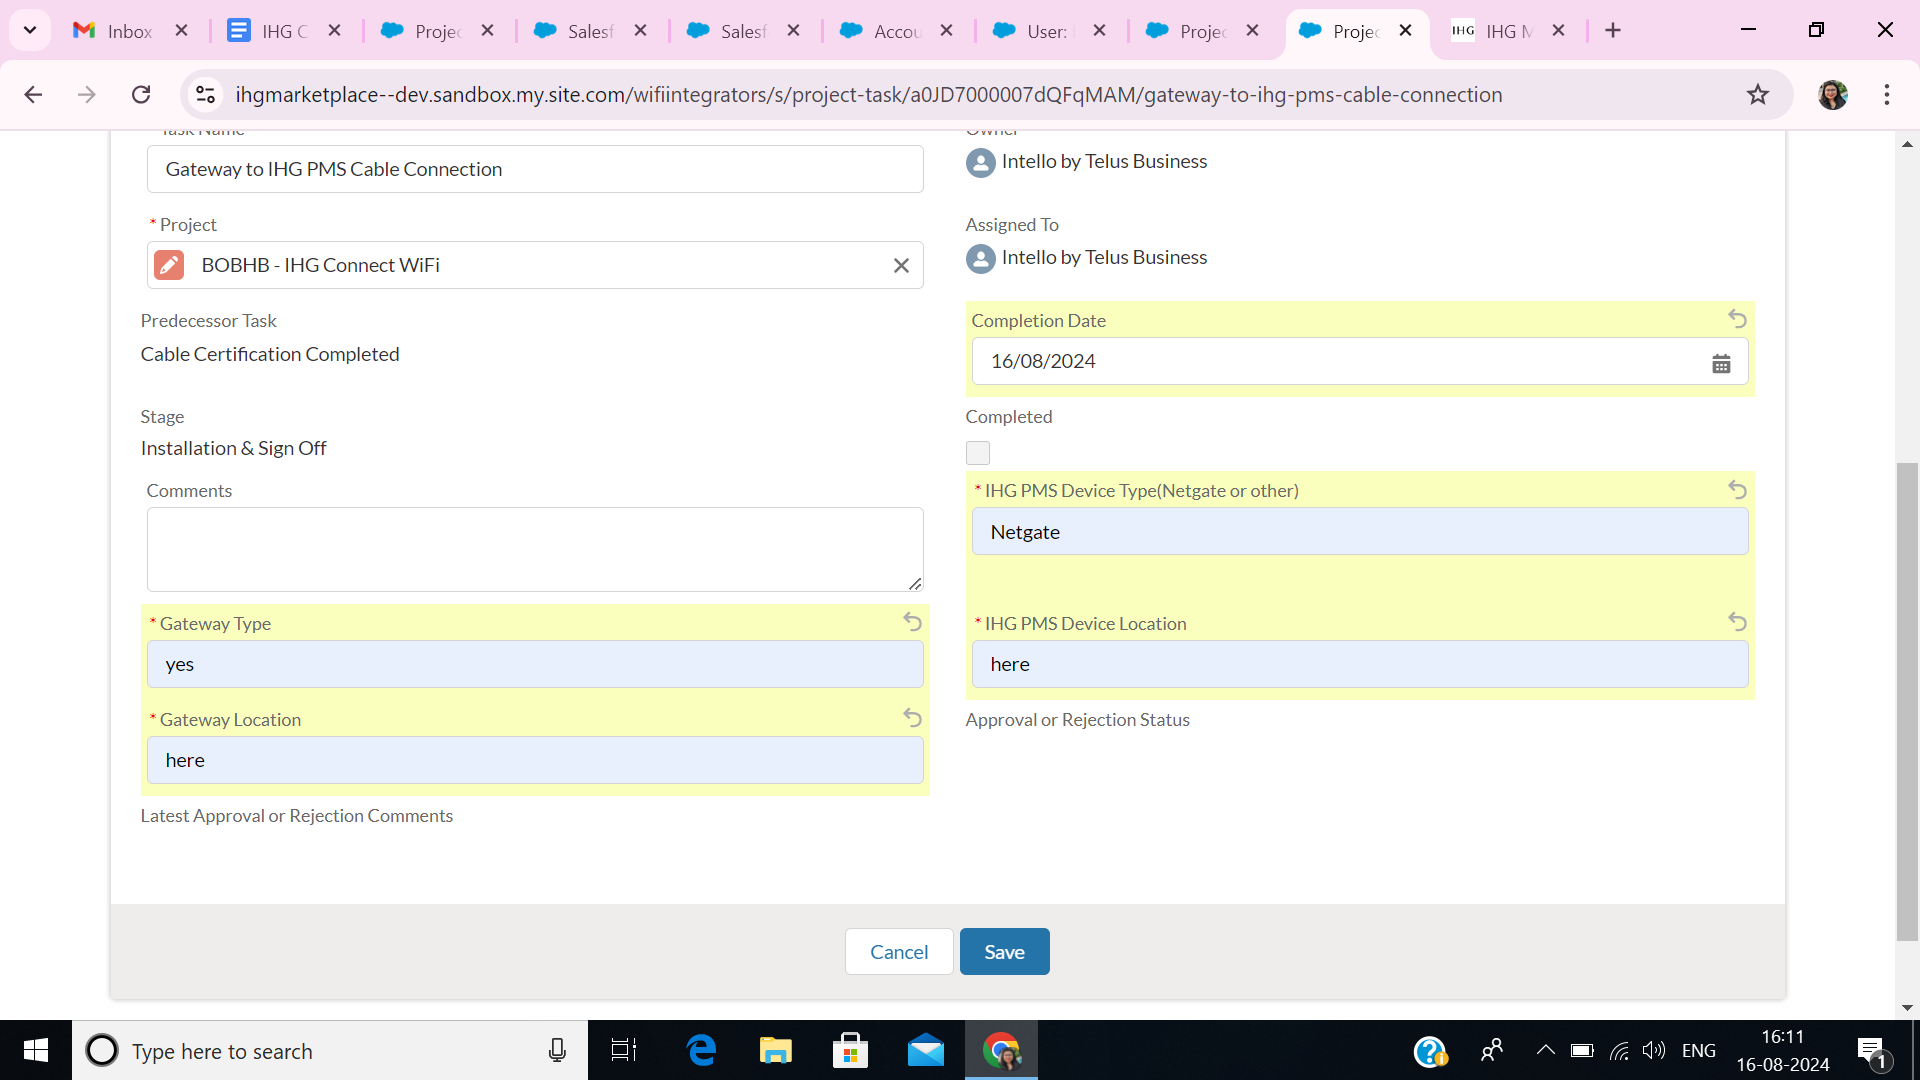 Inbox
IHG C
Projec
Salesf
Salesf
Accou
User:
Projec
Projec
IHG
IHG M
ihgmarketplace--dev.sandbox.my.site.com/wifiintegrators/s/project-task/a0JD7000007dQFqMAM/gateway-to-ihg-pms-cable-connection
Task Name
Gateway to IHG PMS Cable Connection
Owner
Intello by Telus Business
* Project
BOBHB - IHG Connect WiFi
Assigned To
Intello by Telus Business
Predecessor Task
Cable Certification Completed
Completion Date
16/08/2024
Stage
Installation & Sign Off
Completed
Comments
* IHG PMS Device Type(Netgate or other)
Netgate
* Gateway Type
yes
* IHG PMS Device Location
here
* Gateway Location
here
Approval or Rejection Status
Latest Approval or Rejection Comments
Cancel
Save
Type here to search
ENG
16:11
16-08-2024
1